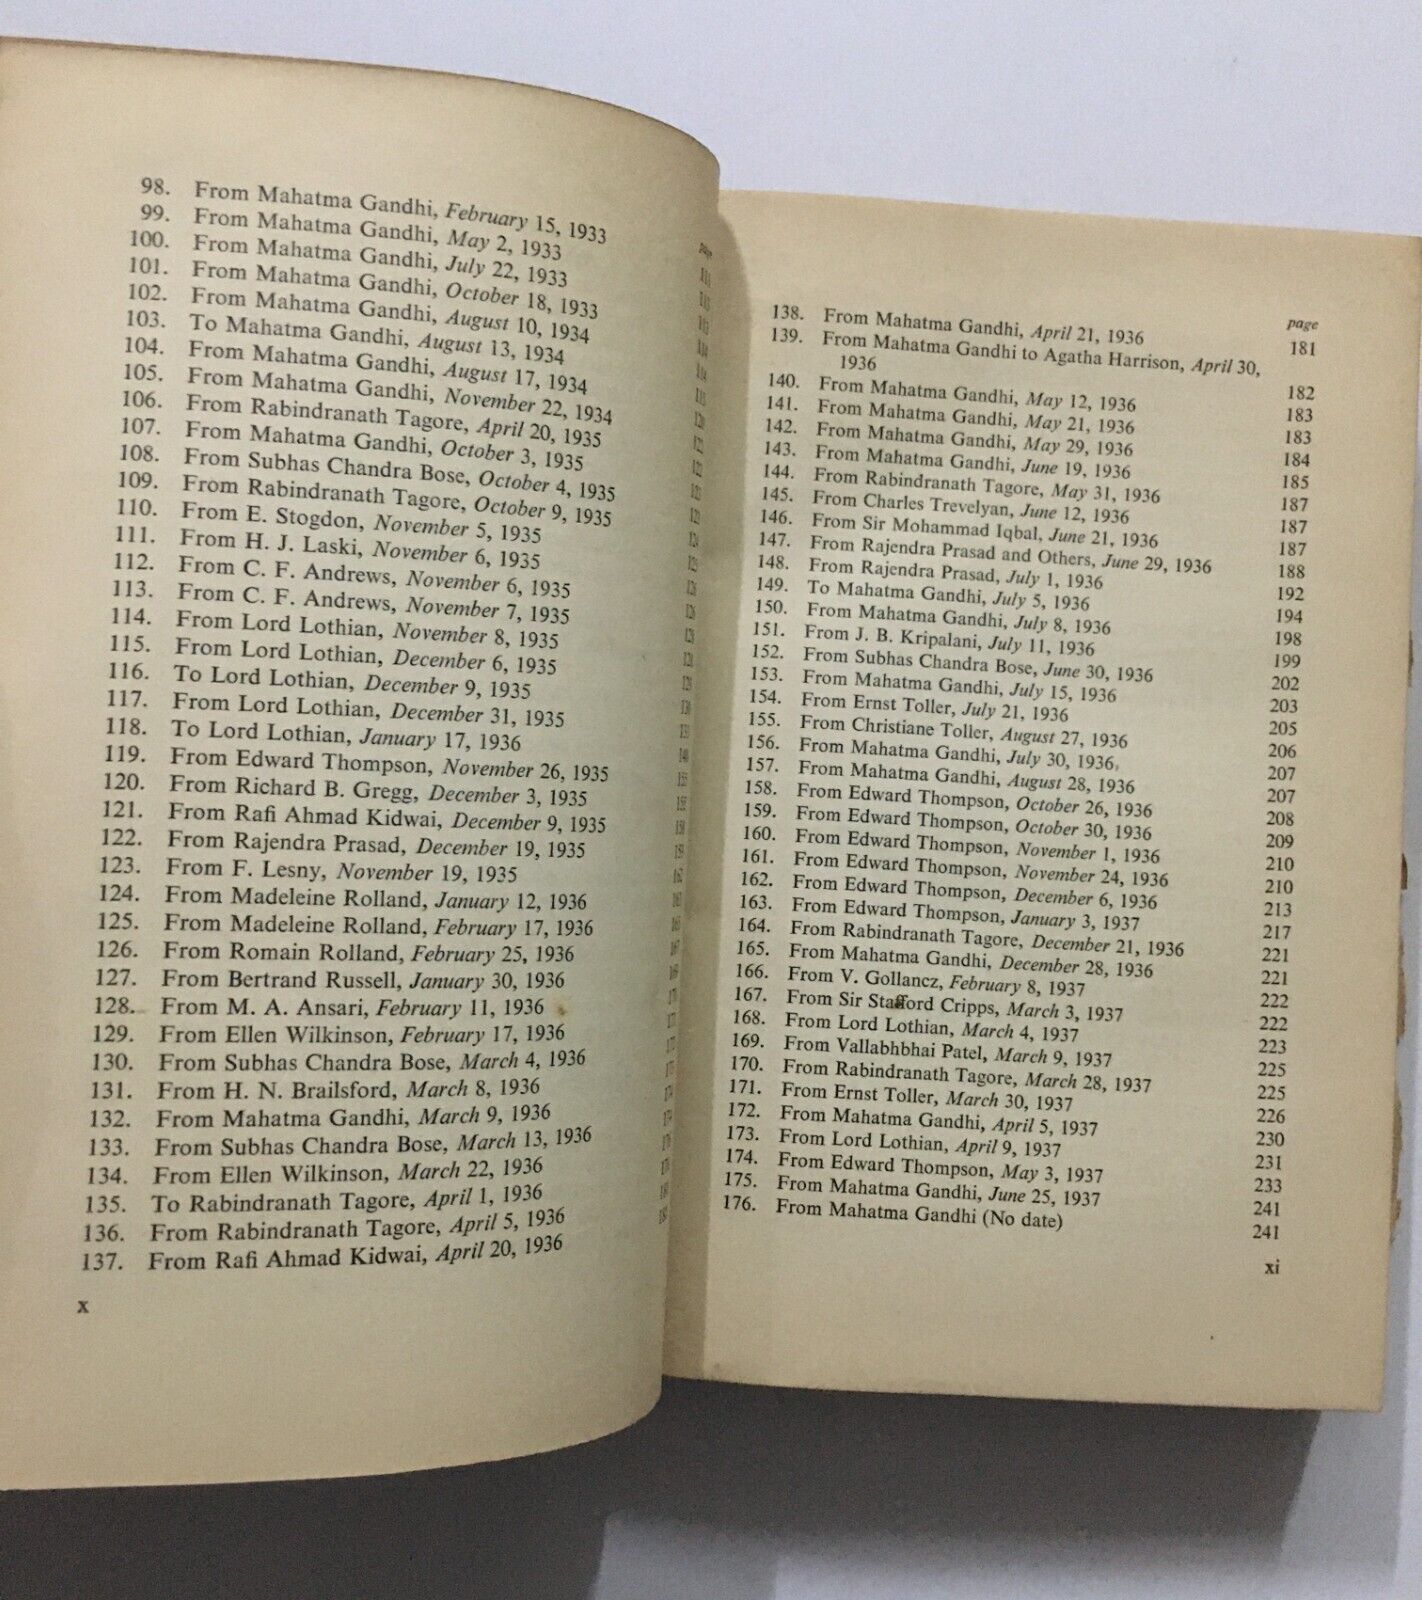 page
98. From Mahatma Gandhi, February 15, 1933
99. From Mahatma Gandhi, May 2, 1933
100. From Mahatma Gandhi, July 22, 1933
101. From Mahatma Gandhi, October 18, 1933
102. From Mahatma Gandhi, August 10, 1934
103. To Mahatma Gandhi, August 13, 1934
104. From Mahatma Gandhi, August 17, 1934
105. From Mahatma Gandhi, November 22, 1934
106. From Rabindranath Tagore, April 20, 1935
107. From Mahatma Gandhi, October 3, 1935
108. From Subhas Chandra Bose, October 4, 1935
109. From Rabindranath Tagore, October 9, 1935
110. From E. Stogdon, November 5, 1935
111. From H. J. Laski, November 6, 1935
112. From C. F. Andrews, November 6, 1935
113. From C. F. Andrews, November 7, 1935
114. From Lord Lothian, November 8, 1935
115. From Lord Lothian, December 6, 1935
116. To Lord Lothian, December 9, 1935
117. From Lord Lothian, December 31, 1935
118. To Lord Lothian, January 17, 1936
119. From Edward Thompson, November 26, 1935
120. From Richard B. Gregg, December 3, 1935
121. From Rafi Ahmad Kidwai, December 9, 1935
122. From Rajendra Prasad, December 19, 1935
123. From F. Lesny, November 19, 1935
124. From Madeleine Rolland, January 12, 1936
125. From Madeleine Rolland, February 17, 1936
126. From Romain Rolland, February 25, 1936
127. From Bertrand Russell, January 30, 1936
128. From M. A. Ansari, February 11, 1936
129. From Ellen Wilkinson, February 17, 1936
130. From Subhas Chandra Bose, March 4, 1936
131. From H. N. Brailsford, March 8, 1936
132. From Mahatma Gandhi, March 9, 1936
133. From Subhas Chandra Bose, March 13, 1936
134. From Ellen Wilkinson, March 22, 1936
135. To Rabindranath Tagore, April 1, 1936
136. From Rabindranath Tagore, April 5, 1936
137. From Rafi Ahmad Kidwai, April 20, 1936
x
page
138. From Mahatma Gandhi, April 21, 1936 181
139. From Mahatma Gandhi to Agatha Harrison, April 30,
1936 182
140. From Mahatma Gandhi, May 12, 1936 183
141. From Mahatma Gandhi, May 21, 1936 183
142. From Mahatma Gandhi, May 29, 1936 184
143. From Mahatma Gandhi, June 19, 1936 185
144. From Rabindranath Tagore, May 31, 1936 187
145. From Charles Trevelyan, June 12, 1936 187
146. From Sir Mohammad Iqbal, June 21, 1936 187
147. From Rajendra Prasad and Others, June 29, 1936 188
148. From Rajendra Prasad, July 1, 1936 192
149. To Mahatma Gandhi, July 5, 1936 194
150. From Mahatma Gandhi, July 8, 1936 198
151. From J. B. Kripalani, July 11, 1936 199
152. From Subhas Chandra Bose, June 30, 1936 202
153. From Mahatma Gandhi, July 15, 1936 203
154. From Ernst Toller, July 21, 1936 205
155. From Christiane Toller, August 27, 1936 206
156. From Mahatma Gandhi, July 30, 1936 207
157. From Mahatma Gandhi, August 28, 1936 207
158. From Edward Thompson, October 26, 1936 208
159. From Edward Thompson, October 30, 1936 209
160. From Edward Thompson, November 1, 1936 210
161. From Edward Thompson, November 24, 1936 210
162. From Edward Thompson, December 6, 1936 213
163. From Edward Thompson, January 3, 1937 217
164. From Rabindranath Tagore, December 21, 1936 221
165. From Mahatma Gandhi, December 28, 1936 221
166. From V. Gollancz, February 8, 1937 222
167. From Sir Stafford Cripps, March 3, 1937 222
168. From Lord Lothian, March 4, 1937 223
169. From Vallabhbhai Patel, March 9, 1937 225
170. From Rabindranath Tagore, March 28, 1937 225
171. From Ernst Toller, March 30, 1937 226
172. From Mahatma Gandhi, April 5, 1937 230
173. From Lord Lothian, April 9, 1937 231
174. From Edward Thompson, May 3, 1937 233
175. From Mahatma Gandhi, June 25, 1937 241
176. From Mahatma Gandhi (No date) 241
xi